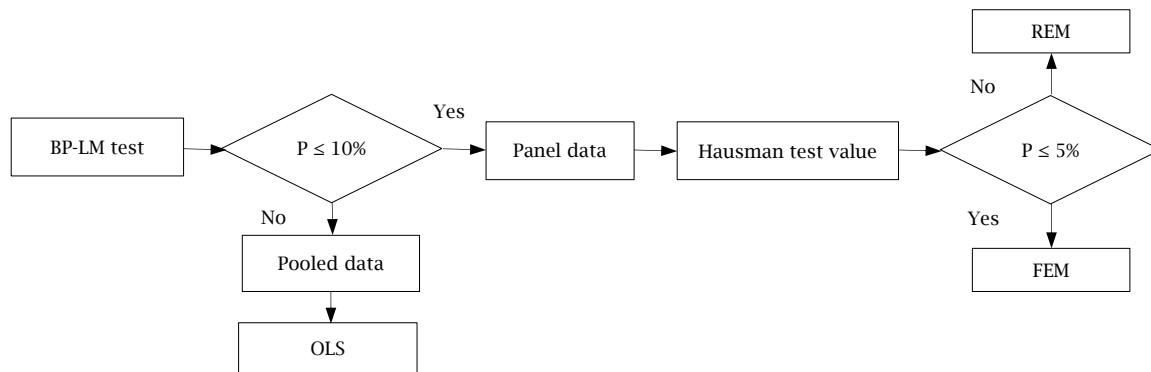 REM
No
Yes
BP-LM test
P ≤ 10%
Panel data
Hausman test value
P ≤ 5%
No
Yes
Pooled data
FEM
OLS